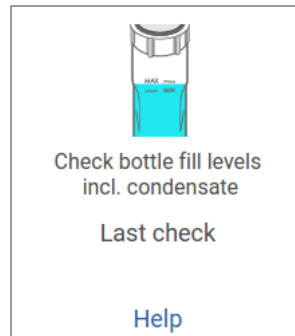 MAX
MIN
Check bottle fill levels
incl. condensate
Last check
Help